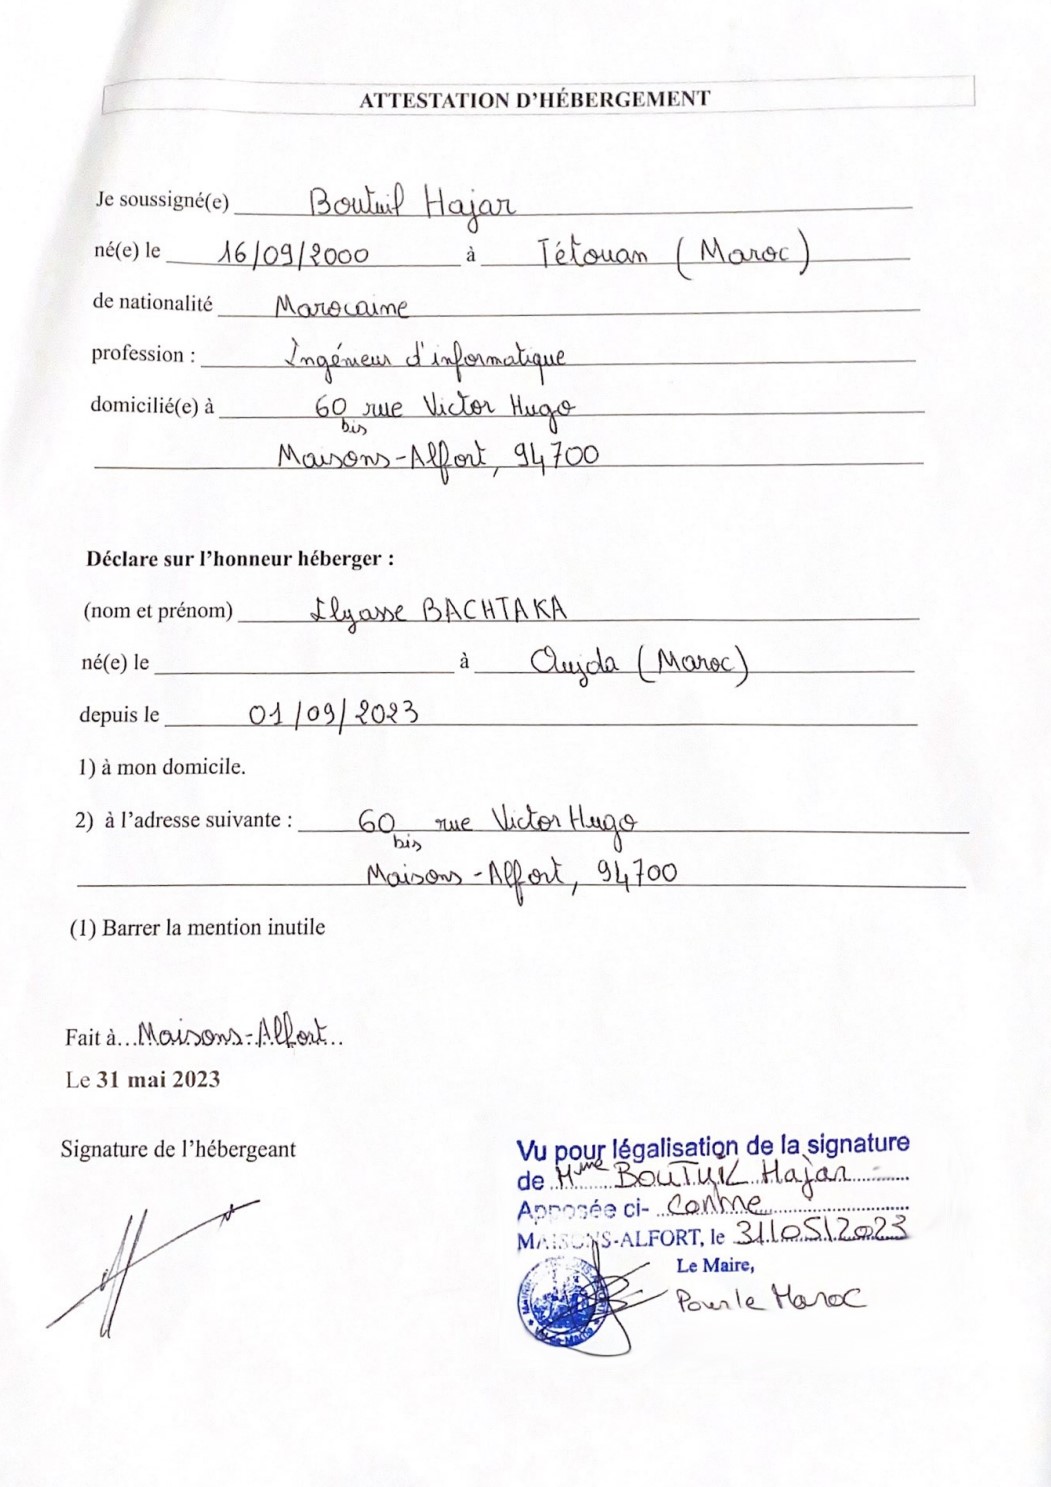 ATTESTATION D'HÉBERGEMENT
Je soussigné(e) Boutuil Hajar
né(e) le 16/09/2000 à Tétouan (Maroc)
de nationalité Marocaine
profession : Ingénieur d'informatique
domicilié(e) à 60 bis rue Victor Hugo
Maisons-Alfort, 94700
Déclare sur l'honneur héberger :
(nom et prénom) Ilyasse BACHTAKA
né(e) le à Oujda (Maroc)
depuis le 01/09/2023
1) à mon domicile.
2) à l'adresse suivante : 60 bis rue Victor Hugo
Maisons-Alfort, 94700
(1) Barrer la mention inutile
Fait à...Maisons-Alfort...
Le 31 mai 2023
Signature de l'hébergeant
Vu pour légalisation de la signature
de Mme BOUTUIL Hajar
Apposée ci- contre
MAISONS-ALFORT, le 31/05/2023
Le Maire,
Pour le Maroc